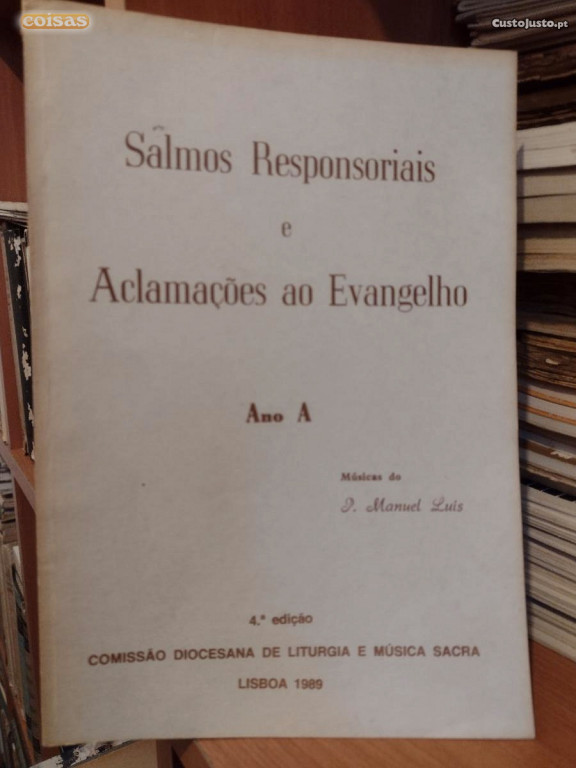 coisas
CustoJusto.pt
Salmos Responsoriais
e
Aclamações ao Evangelho
Ano A
Músicas do
P. Manuel Luís
4.ª edição
COMISSÃO DIOCESANA DE LITURGIA E MÚSICA SACRA
LISBOA 1989